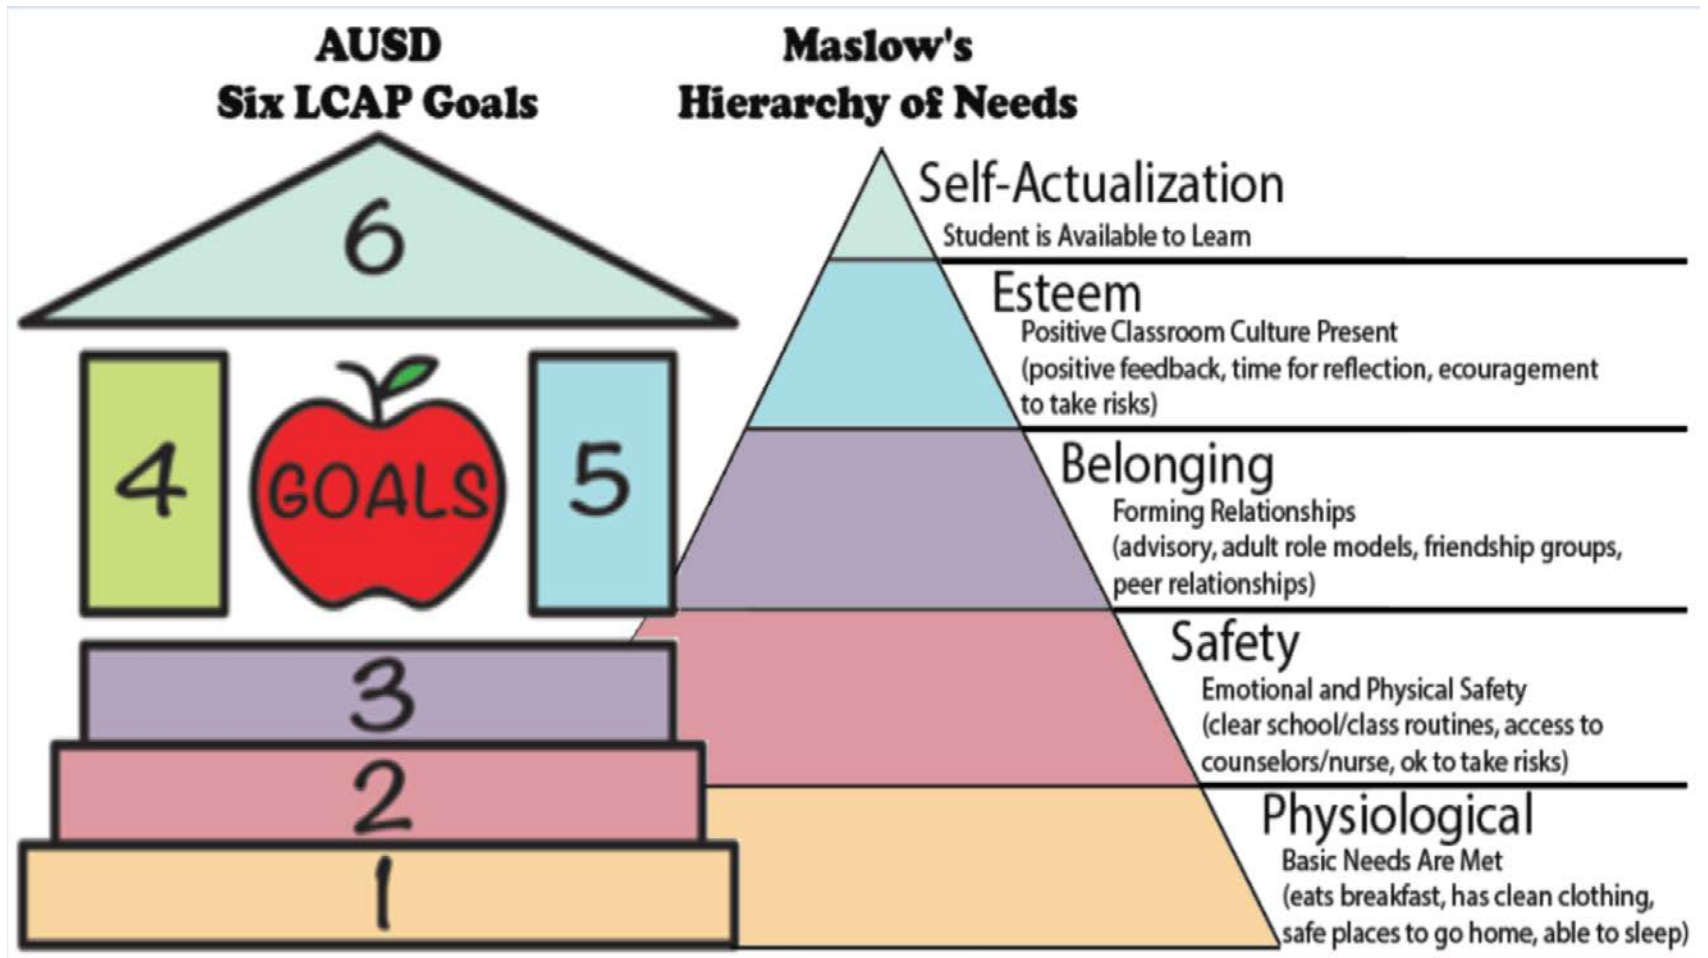 AUSD
Six LCAP Goals
6
4
GOALS
5
3
2
1
Maslow's
Hierarchy of Needs
Self-Actualization
Student is Available to Learn
Esteem
Positive Classroom Culture Present
(positive feedback, time for reflection, ecouragement
to take risks)
Belonging
Forming Relationships
(advisory, adult role models, friendship groups,
peer relationships)
Safety
Emotional and Physical Safety
(clear school/class routines, access to
counselors/nurse, ok to take risks)
Physiological
Basic Needs Are Met
(eats breakfast, has clean clothing,
safe places to go home, able to sleep)